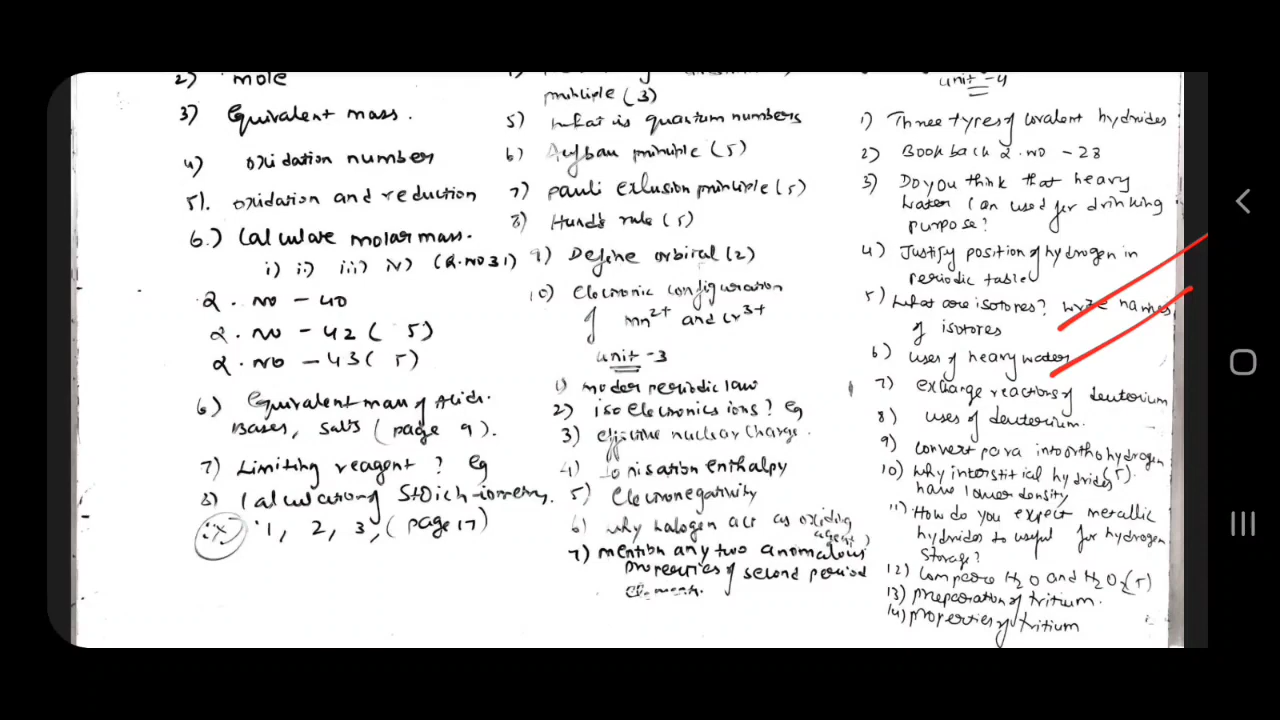 2) mole
3) Equivalent mass.
4) oxidation number
5). oxidation and reduction
6.) Calculate molar mass.
i) ii) iii) iv) (Q.NO 31)
Q. NO - 40
Q. NO - 42 ( 5)
Q. NO - 43 ( 5)
6) Equivalent mass of Acids.
Bases, Salts ( page 9).
7) Limiting reagent ? Eg
8) Calculation of Stoichiometry.
1, 2, 3, ( page 17)
principle (3)
5) What is quantum numbers
6) Aufbau principle (5)
7) pauli exlusion principle (5)
8) Hund's rule (5)
9) Define orbital (2)
10) Electronic configuration
of Mn2+ and Cr3+
unit -3
1) moder periodic law
2) iso electronics ions ? Eg
3) effective nuclear charge.
4) Ionisation enthalpy
5) Electronegativity
6) why halogen act as oxiding
agent)
7) mention any two anomalous
properties of second period
elements.
unit -4
1) Three types of covalent hydrides
2) Book back Q.no - 28
3) Do you think that heavy
water can used for drinking
purpose?
4) Justify position of hydrogen in
periodic table
5) What are isotopes? write names
of isotopes
6) uses of heavy water
7) exchange reactions of deuterium
8) uses of deuterium.
9) convert para into ortho hydrogen
10) why interstitial hydrides (5).
have lower density
11) How do you expect metallic
hydrides to useful for hydrogen
Storage?
12) compare H2O and H2O2 (5)
13) preparation of tritium.
14) properties of tritium